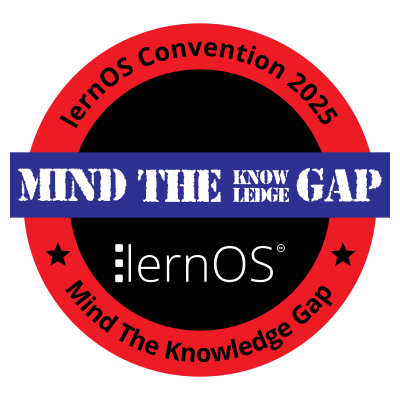 lernOS Convention 2025
MIND THE KNOW LEDGE GAP
lernOS
Mind The Knowledge Gap